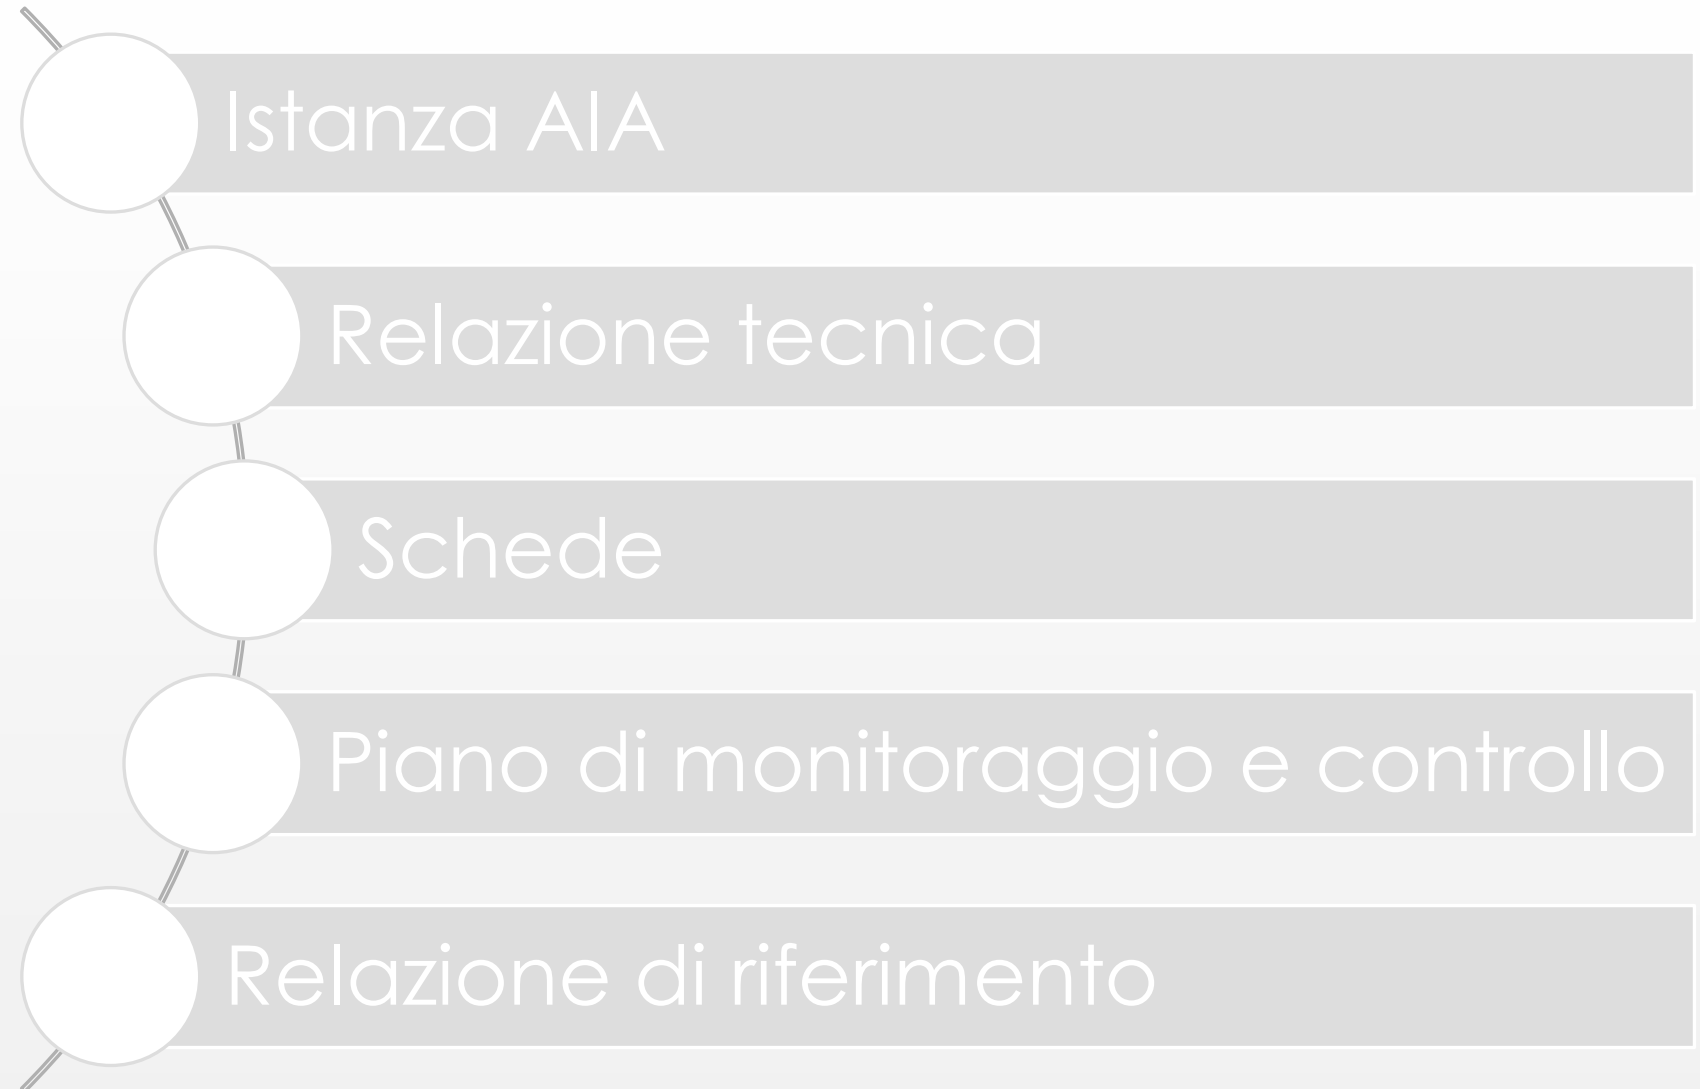 Istanza AIA
Relazione tecnica
Schede
Piano di monitoraggio e controllo
Relazione di riferimento